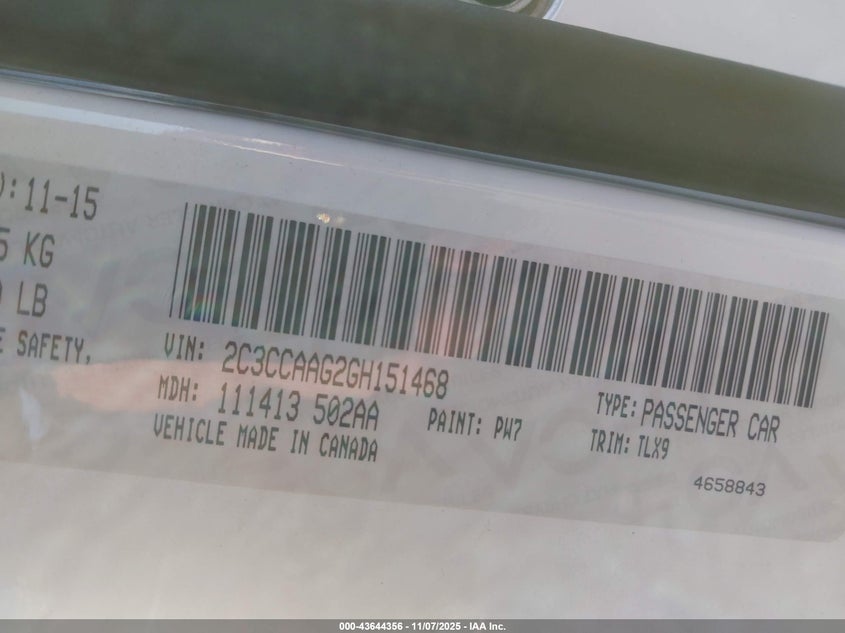 ):11-15
5 KG
LB
E SAFETY,
VIN: 2C3CCAAG2GH151468
MDH: 111413 502AA
PAINT: PW7
TYPE: PASSENGER CAR
VEHICLE MADE IN CANADA
TRIM: TLX9
4658843
000-43644356 - 11/07/2025 - IAA Inc.